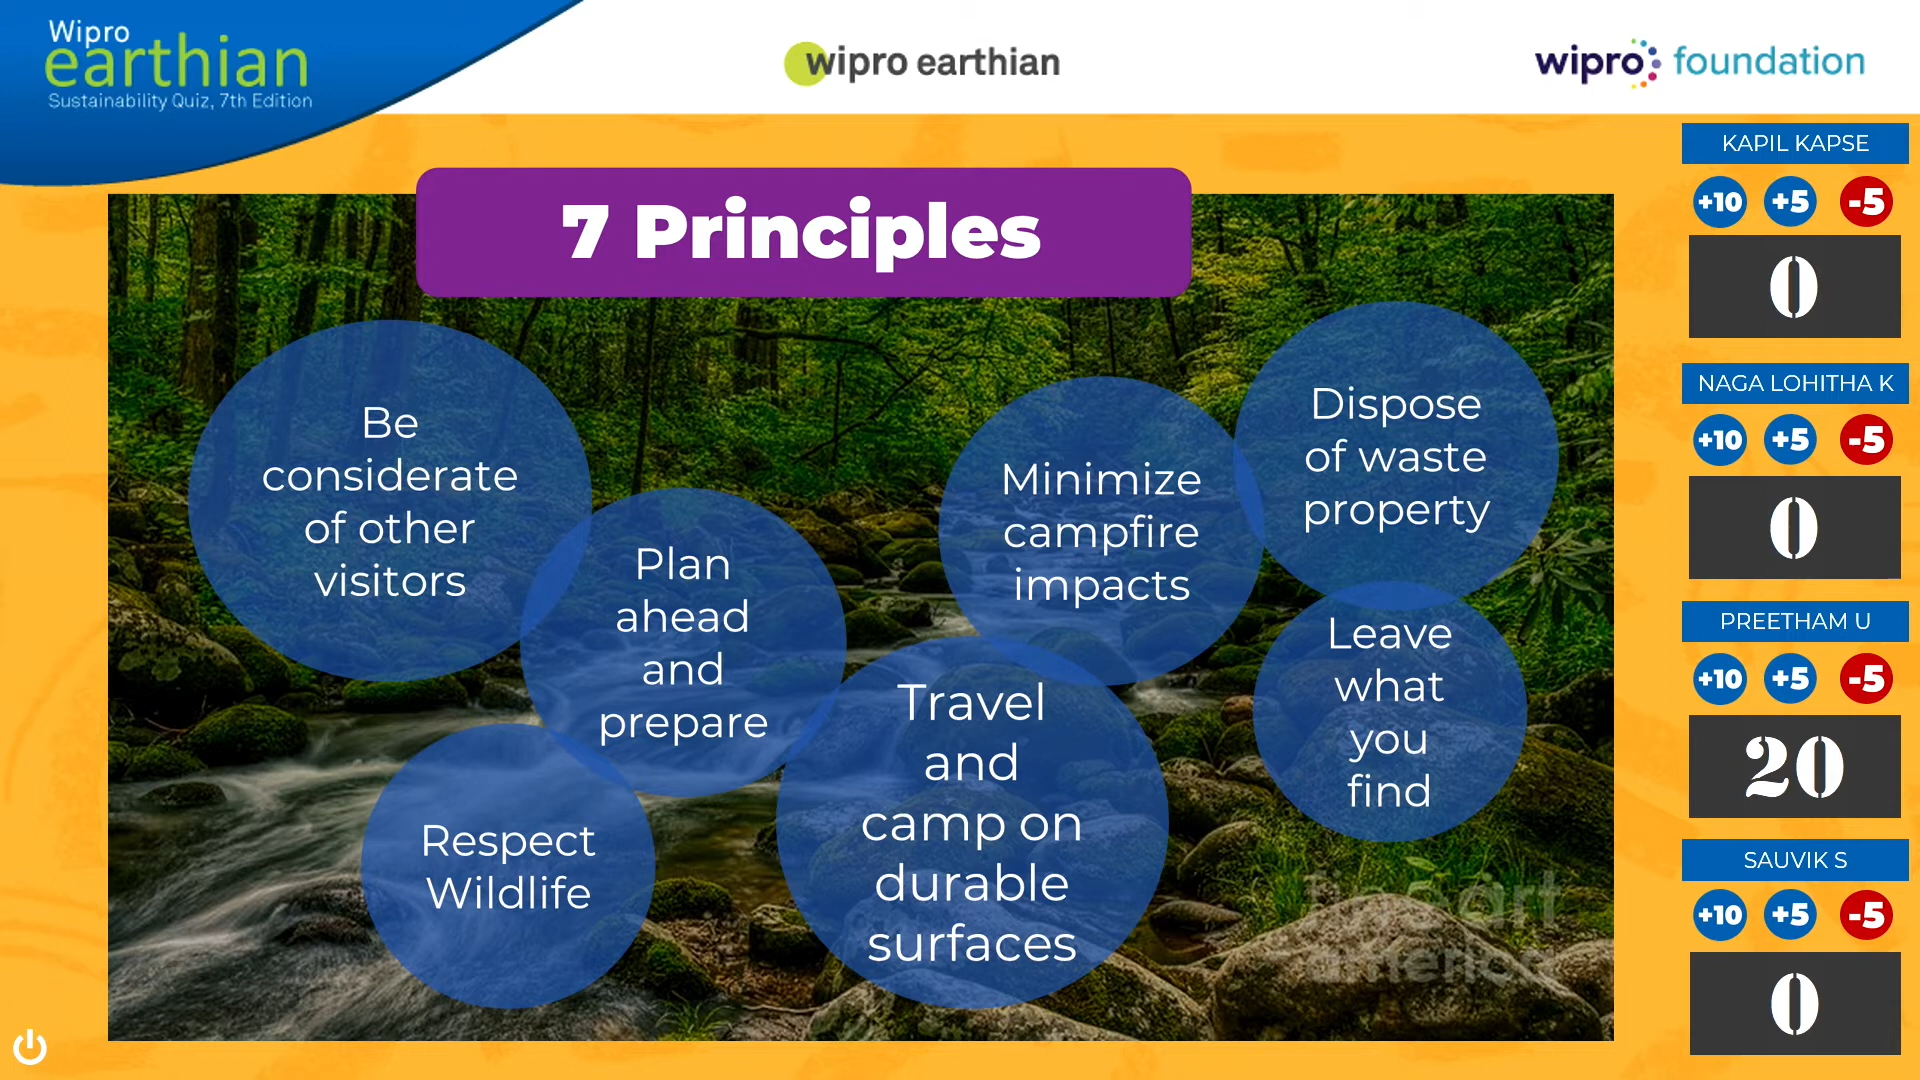 Wipro
earthian
Sustainability Quiz, 7th Edition
wipro earthian
wipro foundation
7 Principles
Be
considerate
of other
visitors
Plan
ahead
and
prepare
Respect
Wildlife
Travel
and
camp on
durable
surfaces
Minimize
campfire
impacts
Dispose
of waste
property
Leave
what
you
find
fine art
america
KAPIL KAPSE
+10 +5 -5
0
NAGA LOHITHA K
+10 +5 -5
0
PREETHAM U
+10 +5 -5
20
SAUVIK S
+10 +5 -5
0